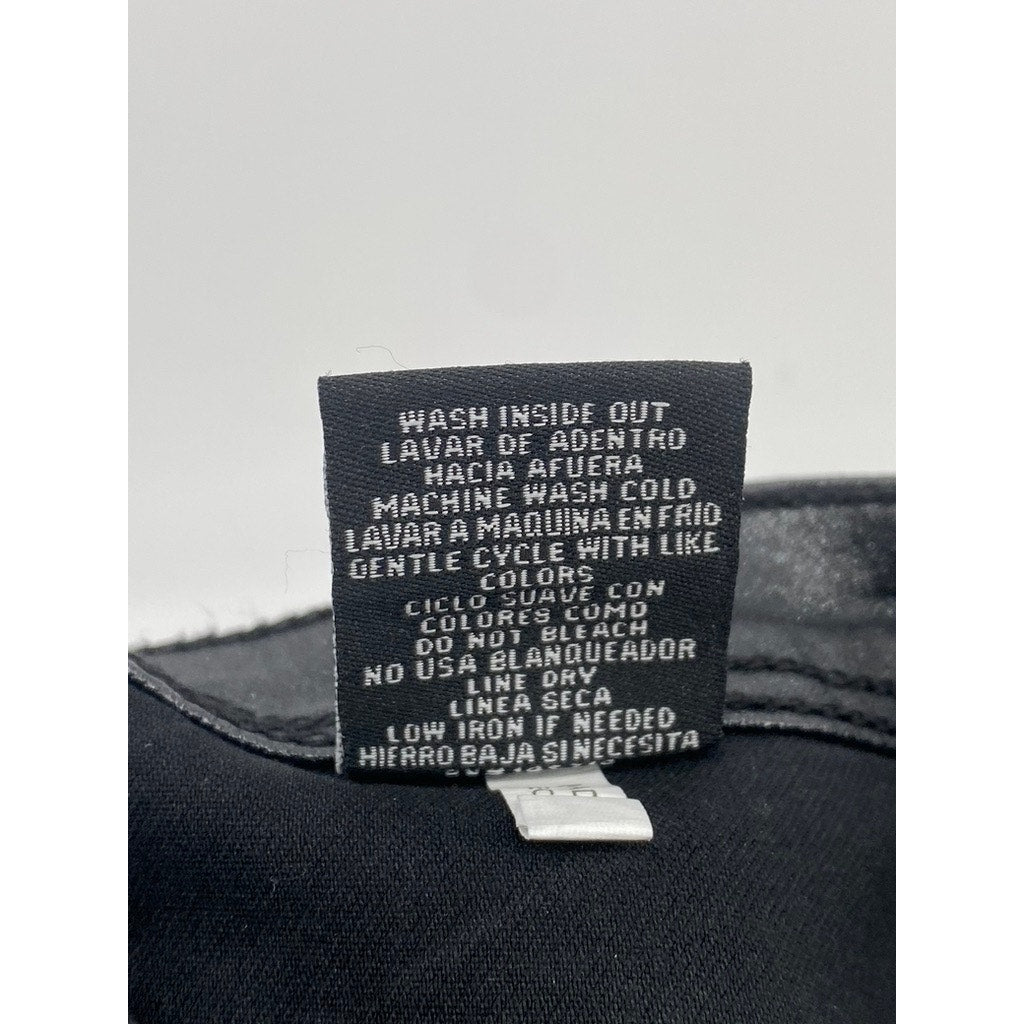 WASH INSIDE OUT
LAVAR DE ADENTRO
HACIA AFUERA
MACHINE WASH COLD
LAVAR A MAQUINA EN FRIO
GENTLE CYCLE WITH LIKE
COLORS
CICLO SUAVE CON
COLORES COMO
DO NOT BLEACH
NO USA BLANQUEADOR
LINE DRY
LINEA SECA
LOW IRON IF NEEDED
HIERRO BAJA SI NECESITA